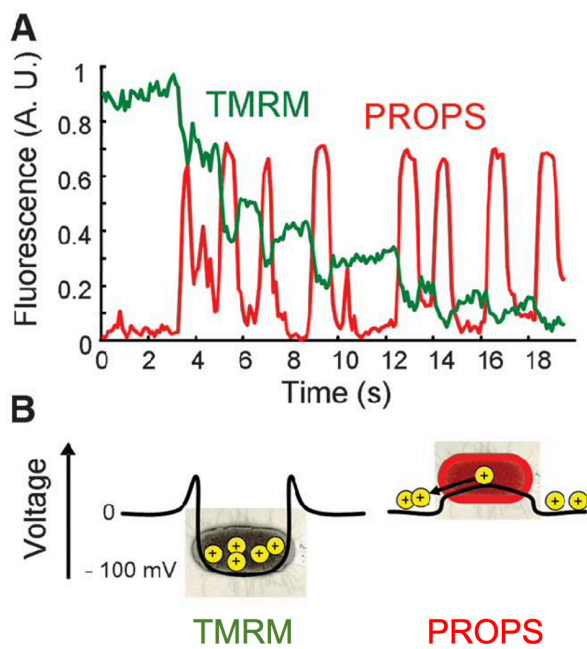 A
Fluorescence (A. U.)
1
0.8
0.6
0.4
0.2
0
TMRM
PROPS
0 2 4 6 8 10 12 14 16 18
Time (s)
B
Voltage
0
- 100 mV
+ + + + +
+ + + + +
TMRM
PROPS